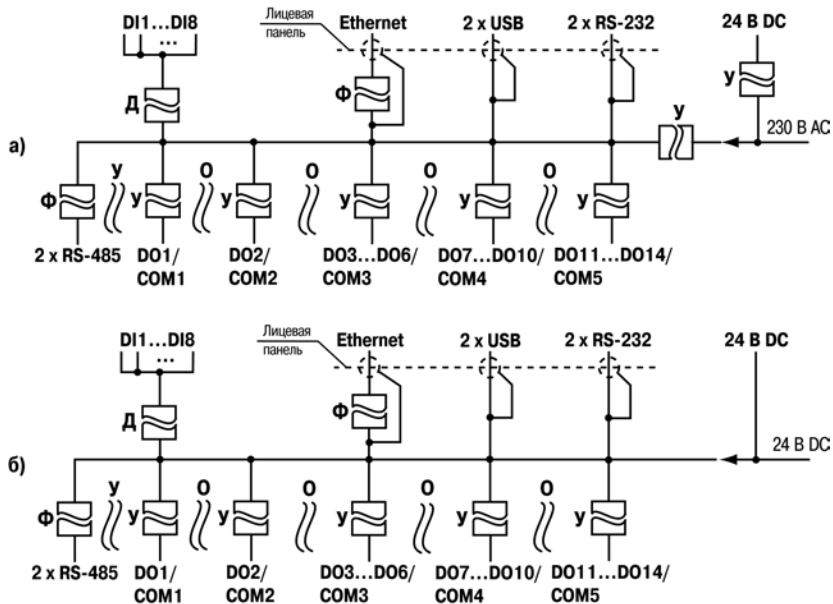 DI1...DI8
...
Лицевая
панель
Ethernet
2 x USB
2 x RS-232
24 В DC
Д
Ф
У
У
230 В AC
а)
Ф
У
У
О
У
О
У
О
У
О
У
2 x RS-485
DO1/
COM1
DO2/
COM2
DO3...DO6/
COM3
DO7...DO10/
COM4
DO11...DO14/
COM5
DI1...DI8
...
Лицевая
панель
Ethernet
2 x USB
2 x RS-232
24 В DC
Д
Ф
24 В DC
б)
Ф
У
У
О
У
О
У
О
У
О
У
2 x RS-485
DO1/
COM1
DO2/
COM2
DO3...DO6/
COM3
DO7...DO10/
COM4
DO11...DO14/
COM5